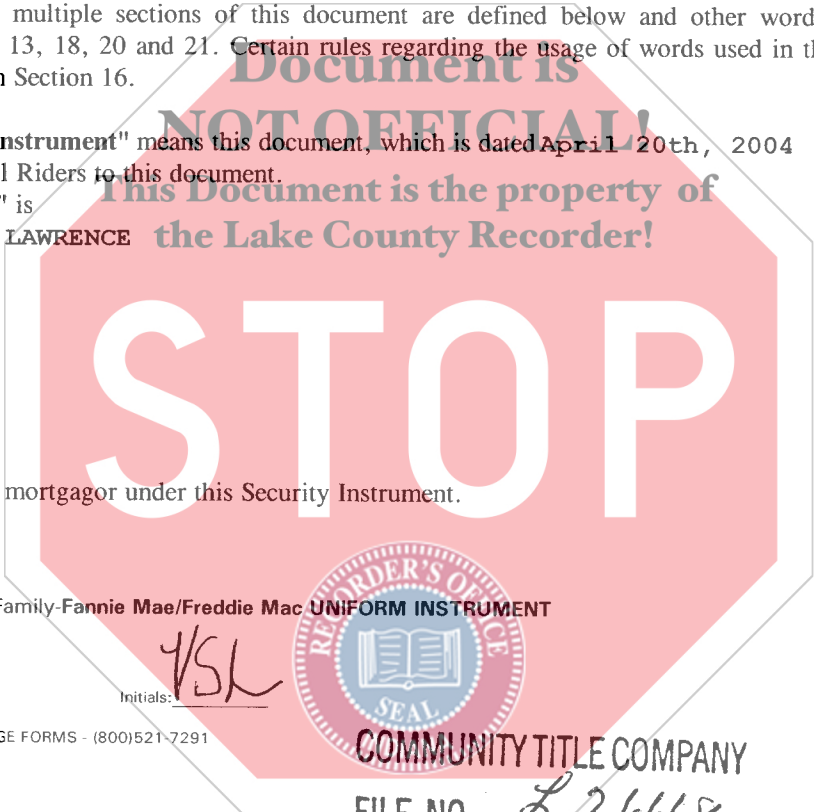 multiple sections of this document are defined below and other word
13, 18, 20 and 21. Certain rules regarding the usage of words used in th
Section 16.
Document is
NOT OFFICIAL!
This Document is the property of
the Lake County Recorder!
nstrument" means this document, which is dated April 20th, 2004
l Riders to this document.
" is
LAWRENCE
STOP
mortgagor under this Security Instrument.
RECORDER'S OFFICE
SEAL
Family-Fannie Mae/Freddie Mac UNIFORM INSTRUMENT
Initials: VSL
GE FORMS - (800)521-7291
COMMUNITY TITLE COMPANY
FILE NO